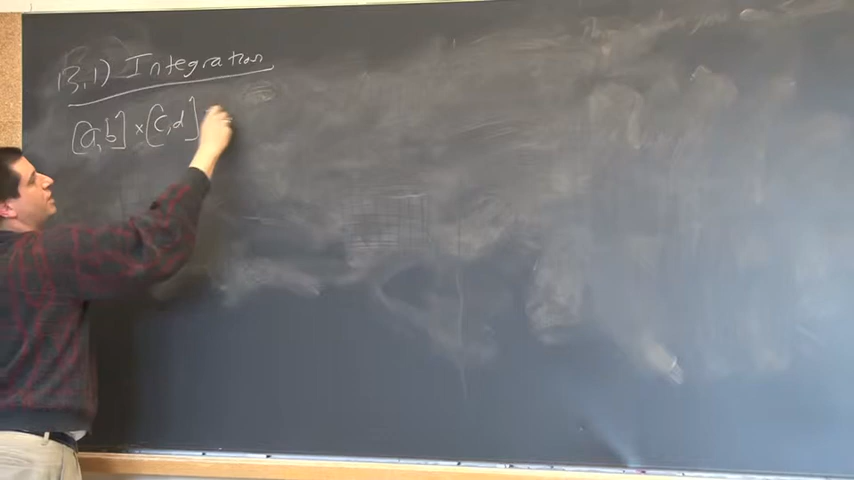 13,1) Integration
[a,b] × [c,d]